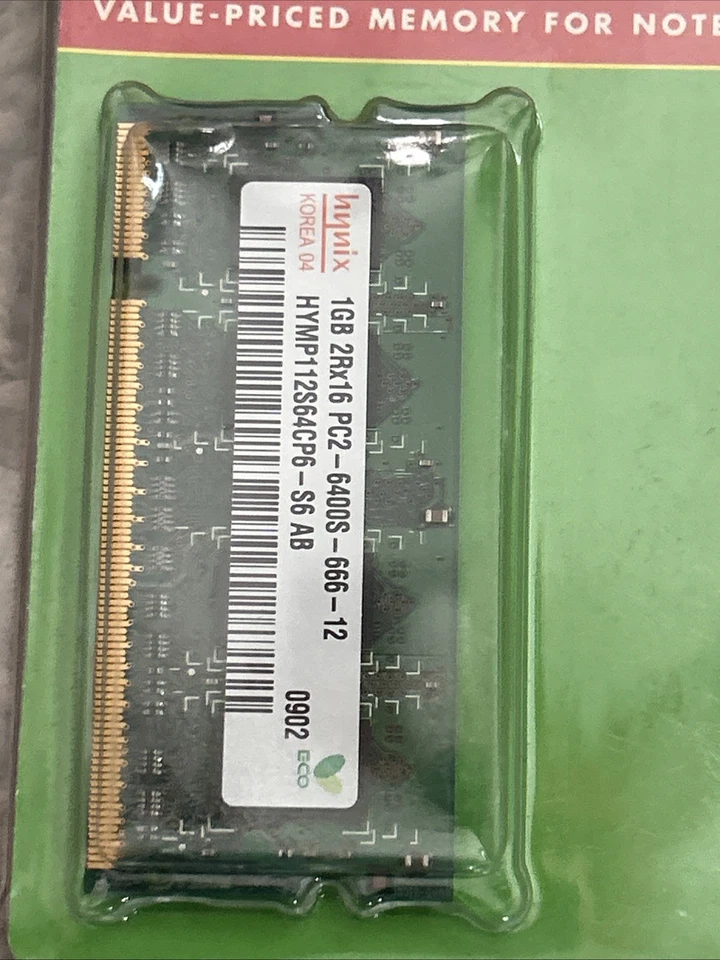 VALUE-PRICED MEMORY FOR NOTE
hynix
KOREA 04
1GB 2Rx16 PC2-6400S-666-12
HYMP112S64CP6-S6 AB
0902
ECO